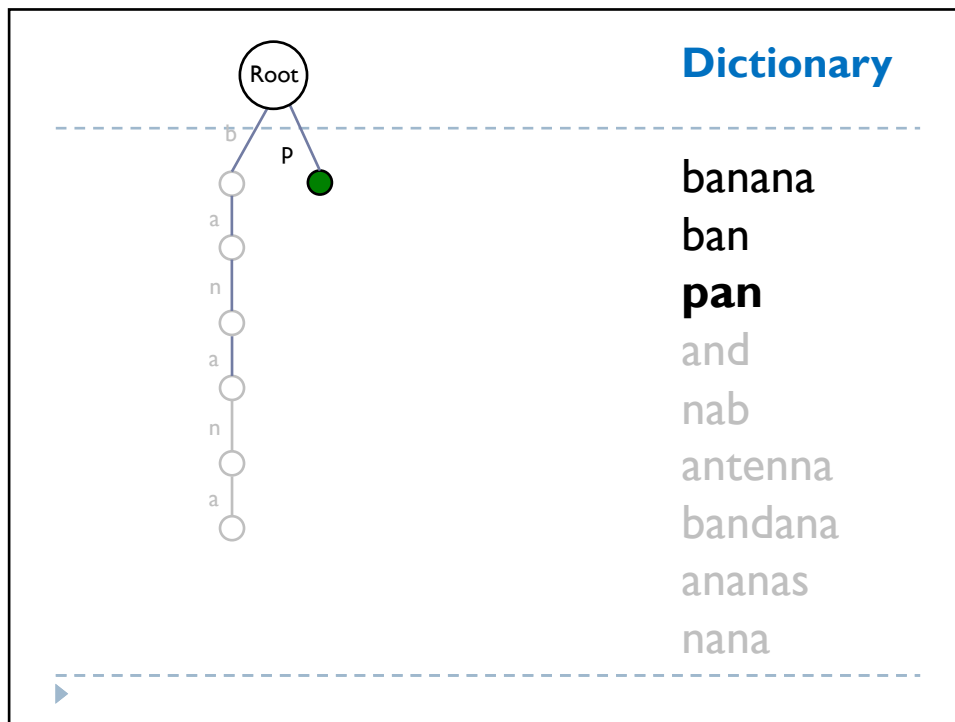 Dictionary
Root
b
p
a
n
a
n
a
banana
ban
pan
and
nab
antenna
bandana
ananas
nana